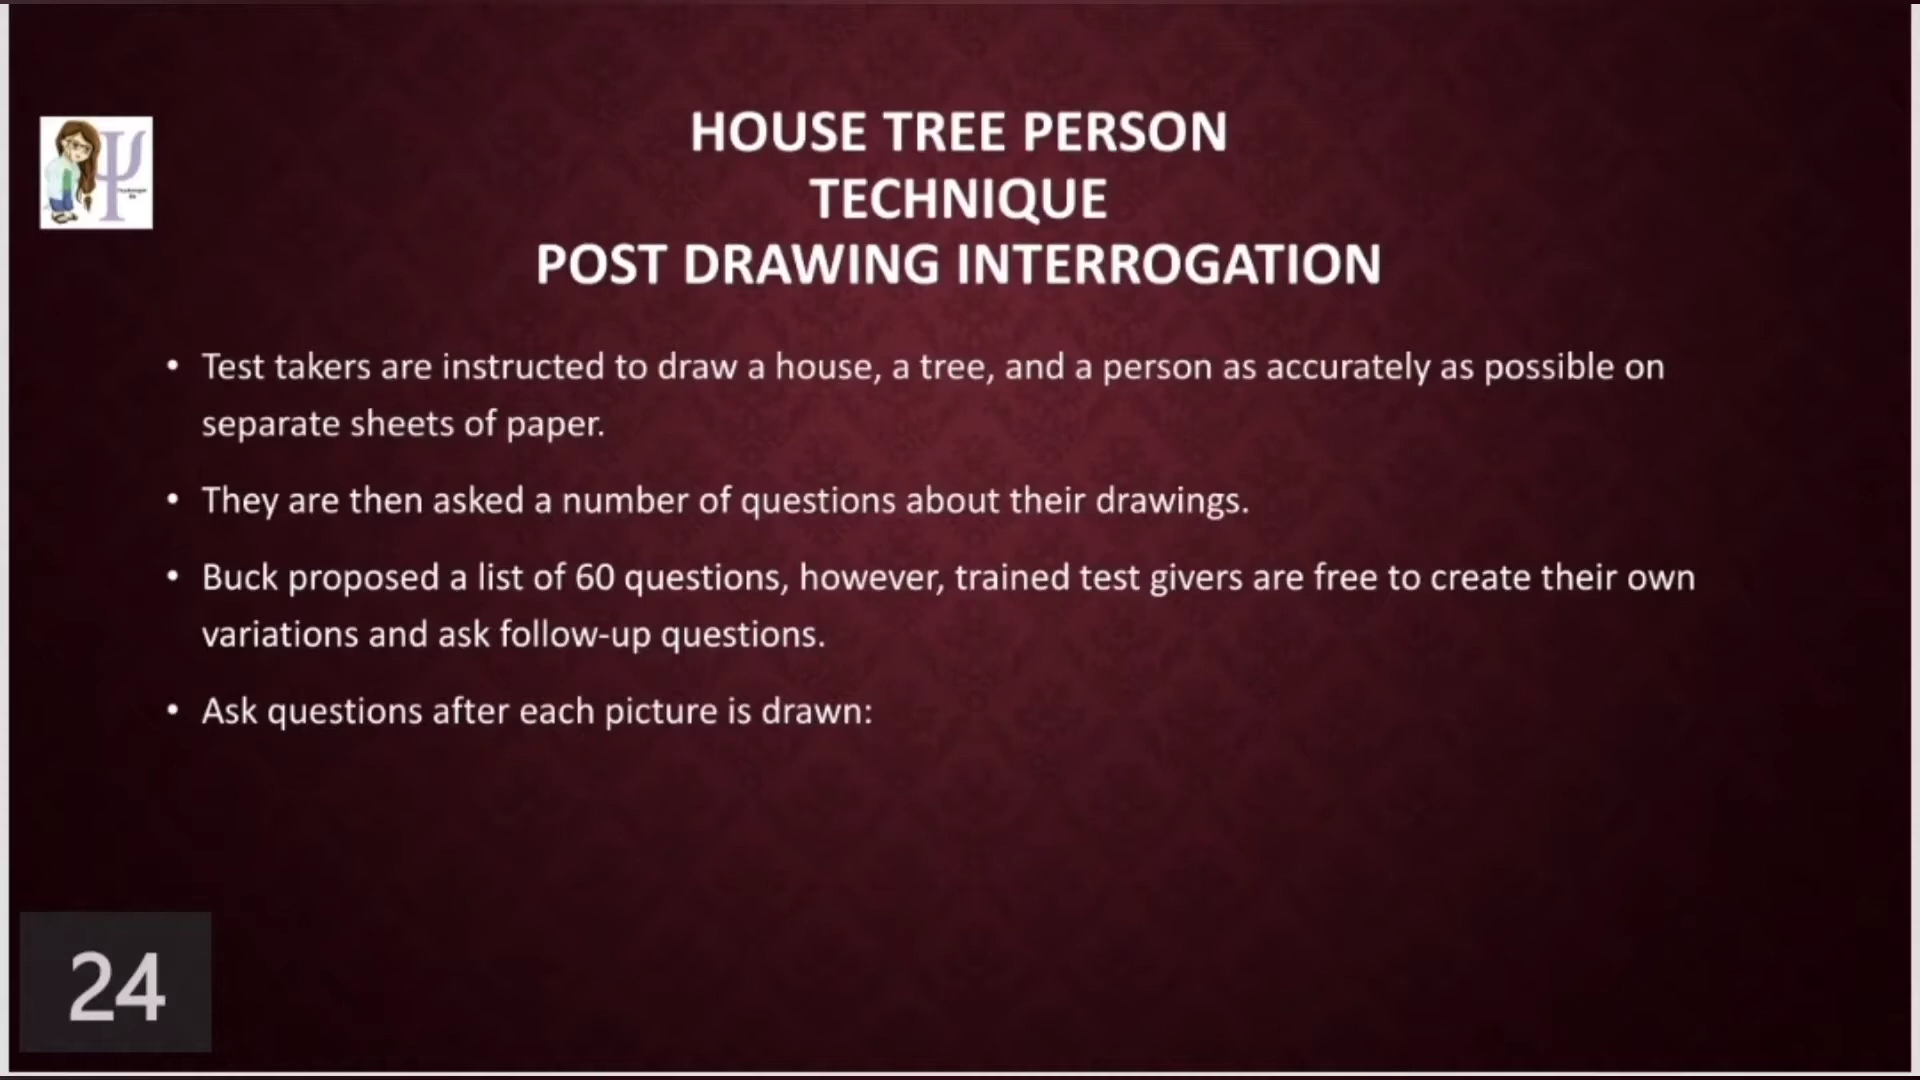 HOUSE TREE PERSON
TECHNIQUE
POST DRAWING INTERROGATION
• Test takers are instructed to draw a house, a tree, and a person as accurately as possible on
separate sheets of paper.
• They are then asked a number of questions about their drawings.
• Buck proposed a list of 60 questions, however, trained test givers are free to create their own
variations and ask follow-up questions.
• Ask questions after each picture is drawn:
24